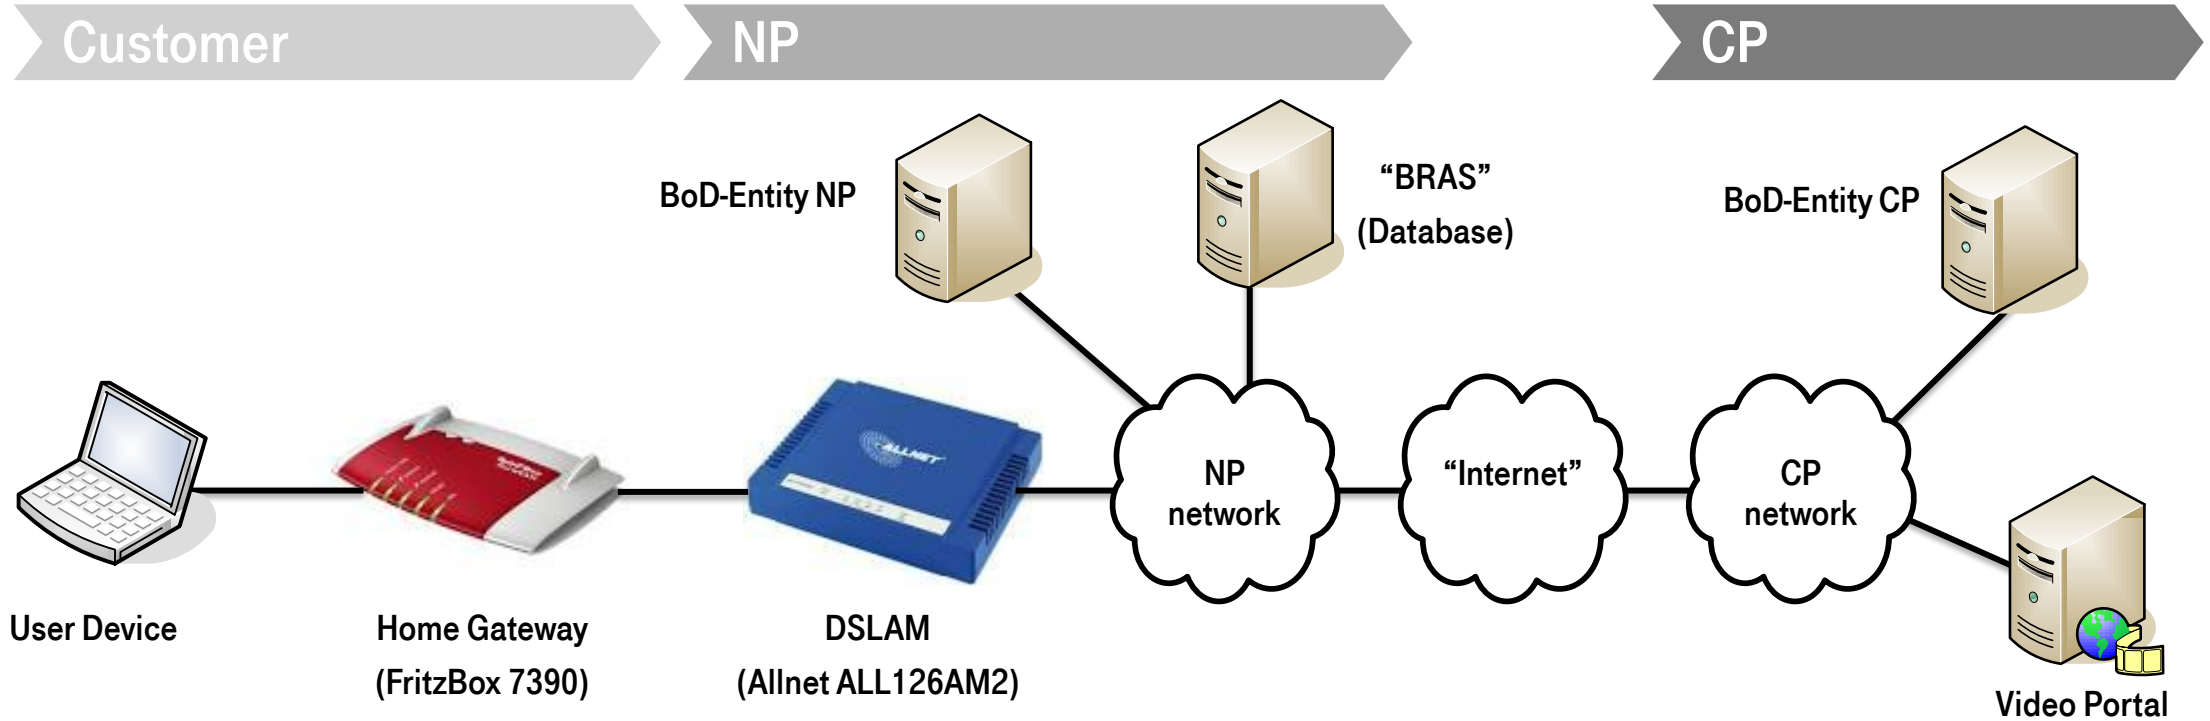 Customer
NP
CP
BoD-Entity NP
“BRAS”
(Database)
BoD-Entity CP
ALLNET
NP
network
“Internet”
CP
network
User Device
Home Gateway
(FritzBox 7390)
DSLAM
(Allnet ALL126AM2)
Video Portal